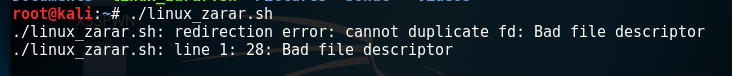 root@kali:~# ./linux_zarar.sh
./linux_zarar.sh: redirection error: cannot duplicate fd: Bad file descriptor
./linux_zarar.sh: line 1: 28: Bad file descriptor